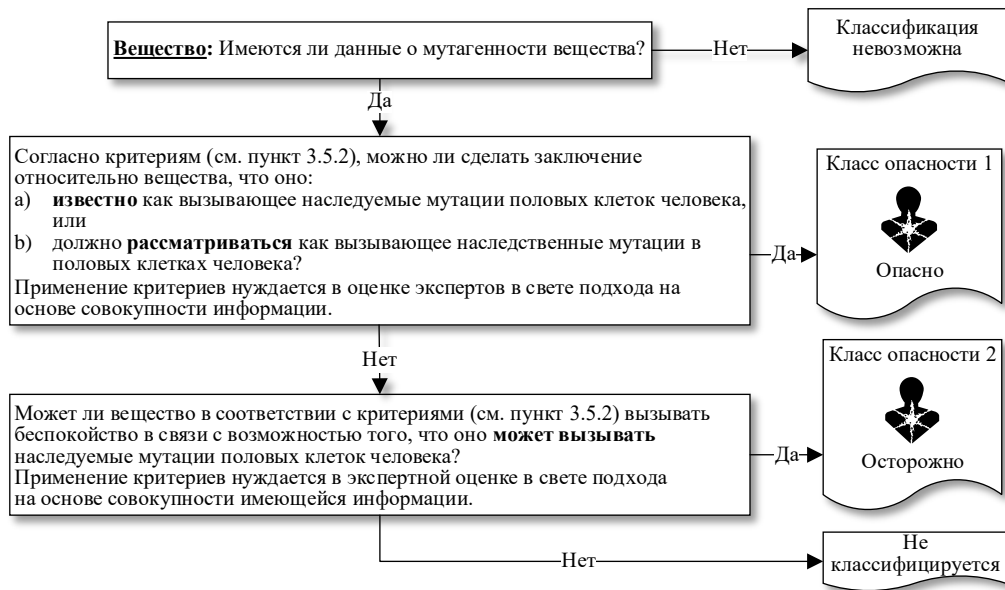 Вещество: Имеются ли данные о мутагенности вещества?
Нет
Классификация
невозможна
Да
Согласно критериям (см. пункт 3.5.2), можно ли сделать заключение
относительно вещества, что оно:
a) известно как вызывающее наследуемые мутации половых клеток человека,
или
b) должно рассматриваться как вызывающее наследственные мутации в
половых клетках человека?
Применение критериев нуждается в оценке экспертов в свете подхода на
основе совокупности информации.
Да
Класс опасности 1
Опасно
Нет
Может ли вещество в соответствии с критериями (см. пункт 3.5.2) вызывать
беспокойство в связи с возможностью того, что оно может вызывать
наследуемые мутации половых клеток человека?
Применение критериев нуждается в экспертной оценке в свете подхода
на основе совокупности имеющейся информации.
Да
Класс опасности 2
Осторожно
Нет
Не
классифицируется